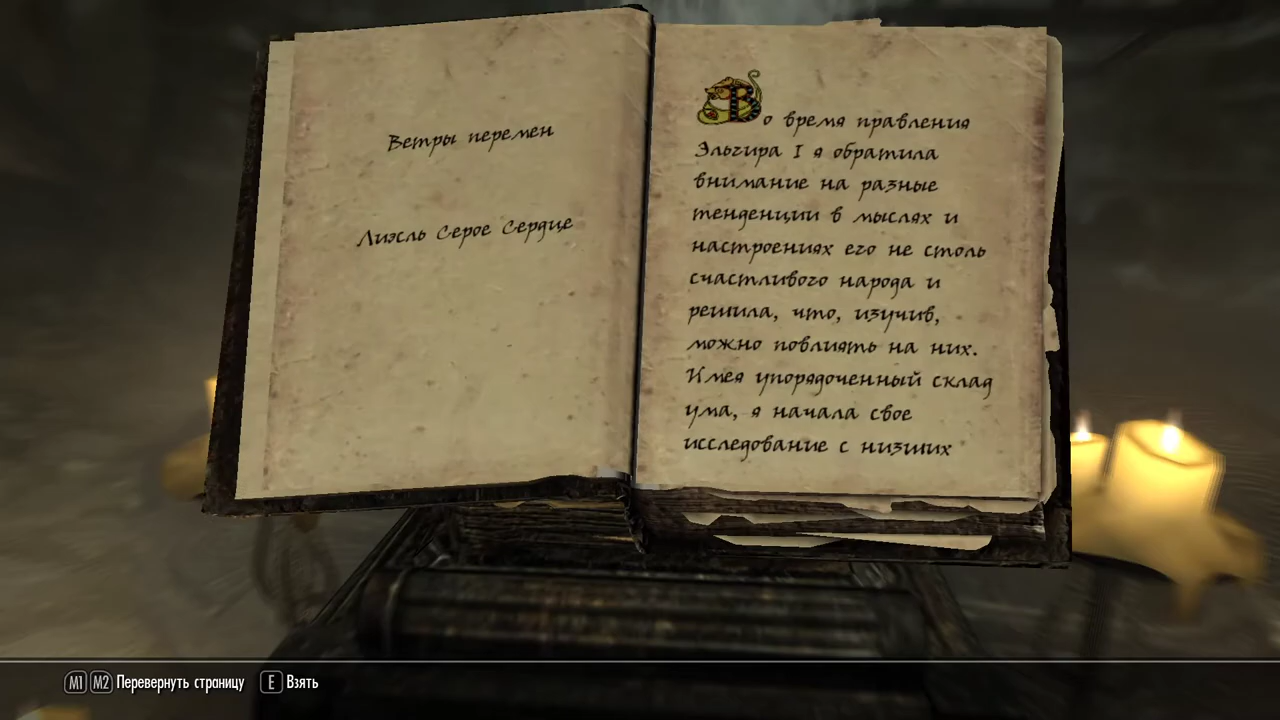 Ветры перемен
Лиэсль Серое Сердце
Во время правления
Эльгира I я обратила
внимание на разные
тенденции в мыслях и
настроениях его не столь
счастливого народа и
решила, что, изучив,
можно повлиять на них.
Имея упорядоченный склад
ума, я начала свое
исследование с низших
M1 M2 Перевернуть страницу E Взять